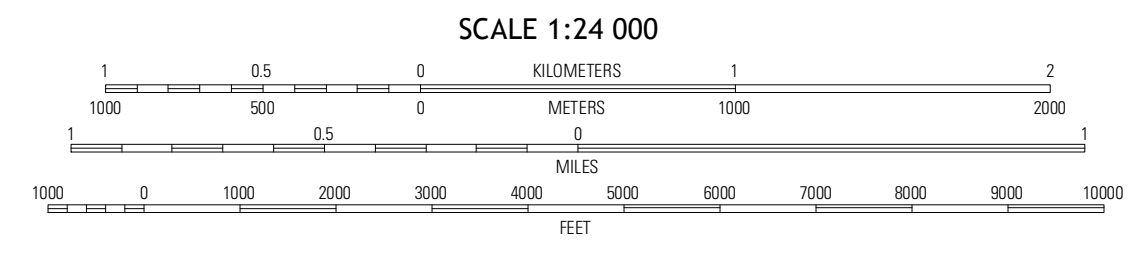 SCALE 1:24 000
1 0.5 0 KILOMETERS 1 2
1000 500 0 METERS 1000 2000
1 0.5 0 1
MILES
1000 0 1000 2000 3000 4000 5000 6000 7000 8000 9000 10000
FEET